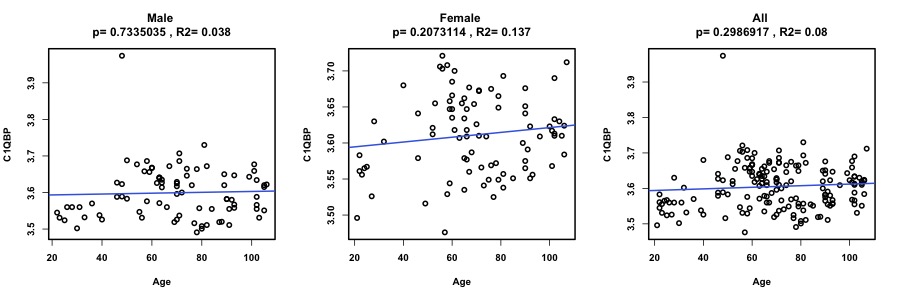 Male
p= 0.7335035 , R2= 0.038
C1QBP
3.9
3.8
3.7
3.6
3.5
20 40 60 80 100
Age
Female
p= 0.2073114 , R2= 0.137
C1QBP
3.70
3.65
3.60
3.55
3.50
20 40 60 80 100
Age
All
p= 0.2986917 , R2= 0.08
C1QBP
3.9
3.8
3.7
3.6
3.5
20 40 60 80 100
Age